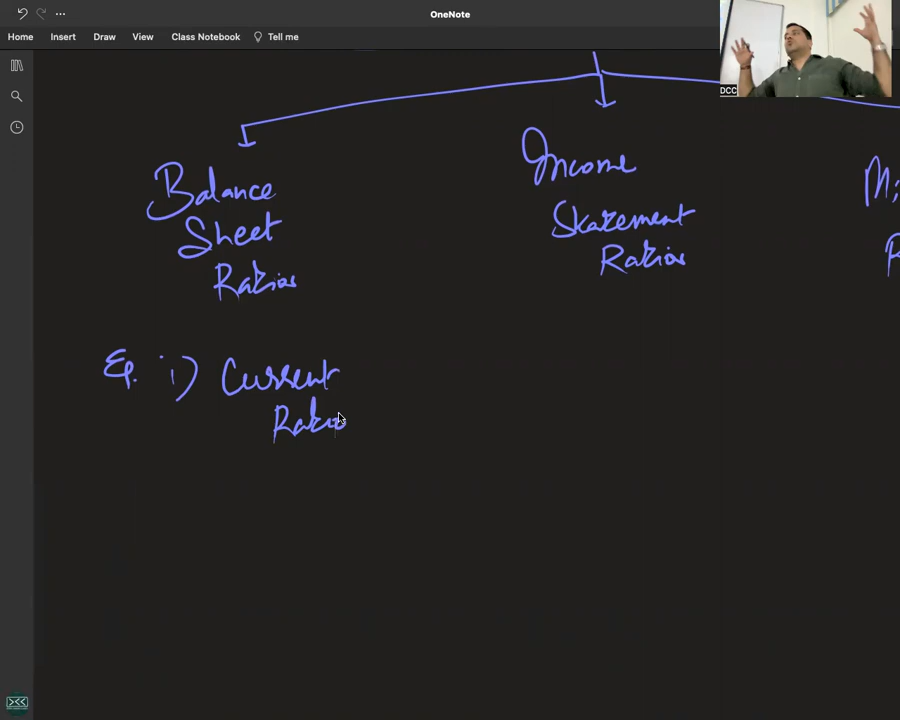 OneNote
Home Insert Draw View Class Notebook Tell me
DCC
Balance
Sheet
Ratios
Income
Statement
Ratios
Mi
R
Eg. i) Current
Ratio